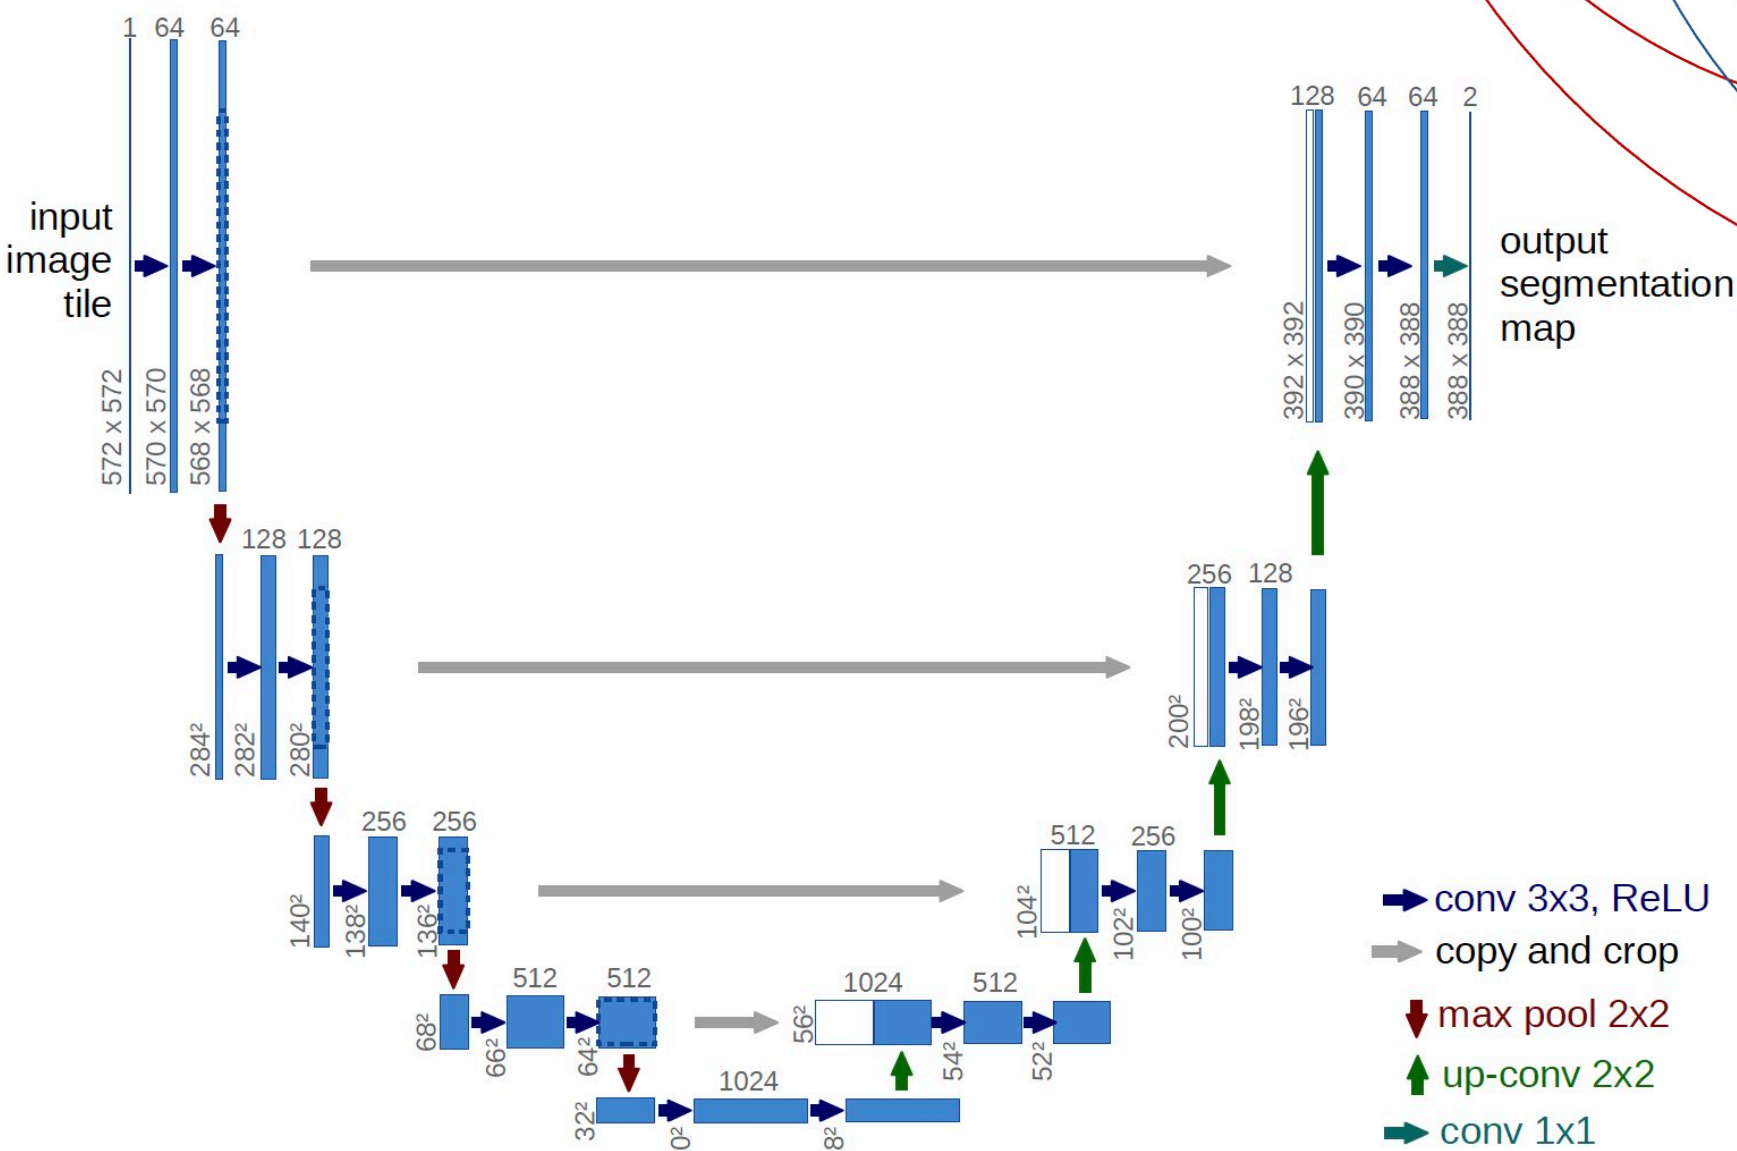 1 64 64
input
image
tile
572 x 572
570 x 570
568 x 568
128 64 64 2
392 x 392
390 x 390
388 x 388
388 x 388
output
segmentation
map
128 128
284²
282²
280²
256 128
200²
198²
196²
256 256
140²
138²
136²
512 256
104²
102²
100²
512 512
68²
66²
64²
1024 512
56²
54²
52²
1024
32²
0²
8²
conv 3x3, ReLU
copy and crop
max pool 2x2
up-conv 2x2
conv 1x1